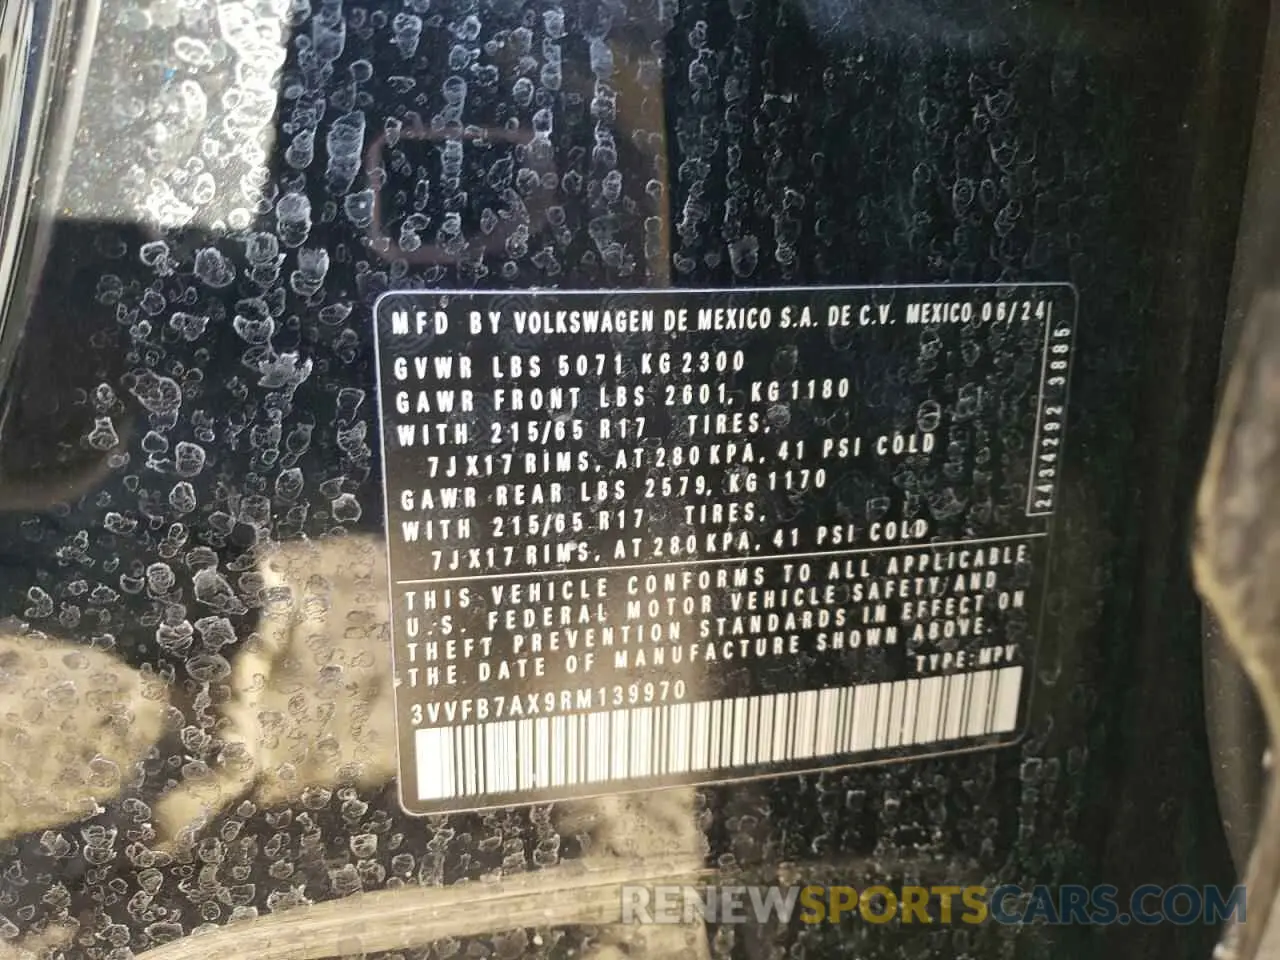 MFD BY VOLKSWAGEN DE MEXICO S.A. DE C.V. MEXICO 06/24
GVWR LBS 5071 KG 2300
GAWR FRONT LBS 2601, KG 1180
WITH 215/65 R17 TIRES,
7JX17 RIMS, AT 280 KPA, 41 PSI COLD
GAWR REAR LBS 2579, KG 1170
WITH 215/65 R17 TIRES,
7JX17 RIMS, AT 280 KPA, 41 PSI COLD
2434292 3885
THIS VEHICLE CONFORMS TO ALL APPLICABLE
U.S. FEDERAL MOTOR VEHICLE SAFETY AND
THEFT PREVENTION STANDARDS IN EFFECT ON
THE DATE OF MANUFACTURE SHOWN ABOVE.
TYPE: MPV
3VVFB7AX9RM139970
RENEWSPORTSCARS.COM